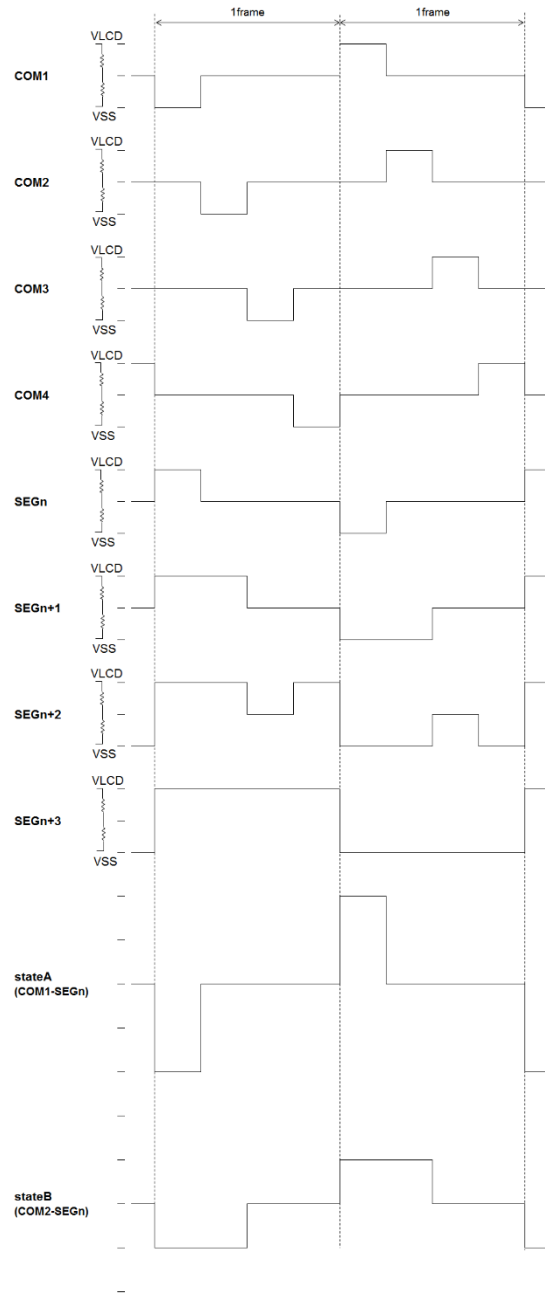 1frame 1frame
VLCD
COM1
VSS
VLCD
COM2
VSS
VLCD
COM3
VSS
VLCD
COM4
VSS
VLCD
SEGn
VSS
VLCD
SEGn+1
VSS
VLCD
SEGn+2
VSS
VLCD
SEGn+3
VSS
stateA
(COM1-SEGn)
stateB
(COM2-SEGn)